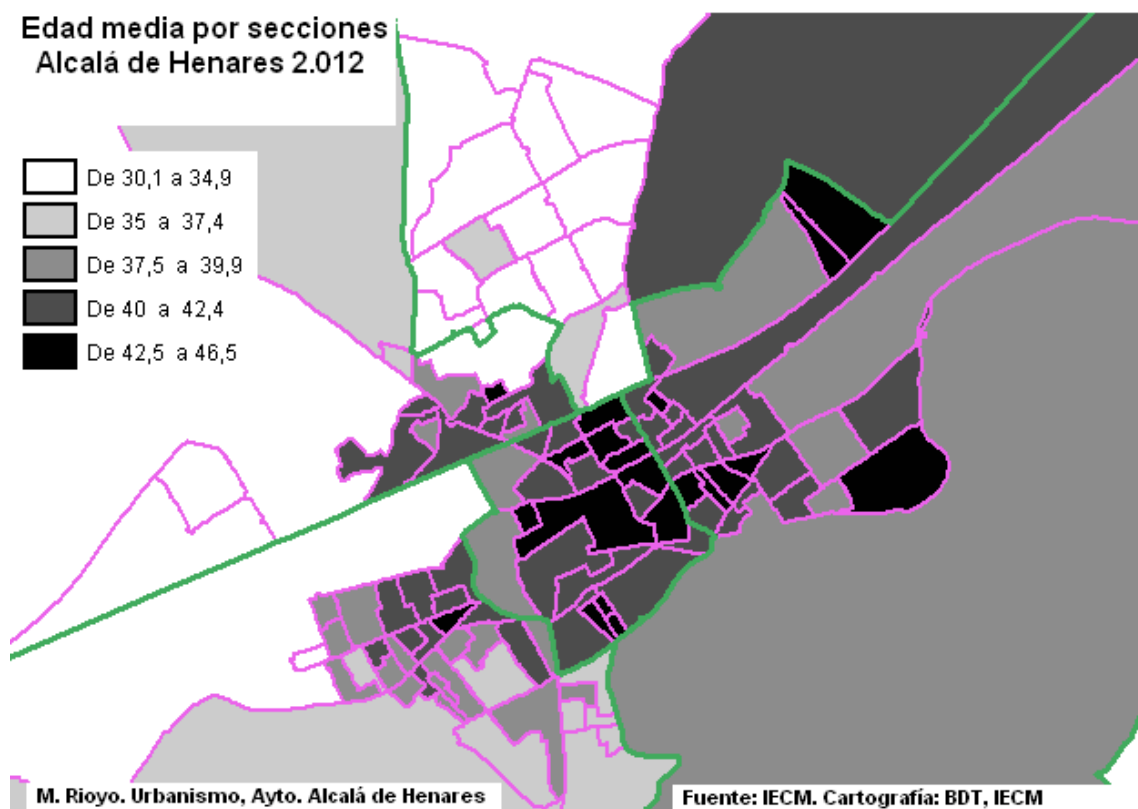 Edad media por secciones
Alcalá de Henares 2.012
De 30,1 a 34,9
De 35 a 37,4
De 37,5 a 39,9
De 40 a 42,4
De 42,5 a 46,5
M. Rioyo. Urbanismo, Ayto. Alcalá de Henares
Fuente: IECM. Cartografía: BDT, IECM